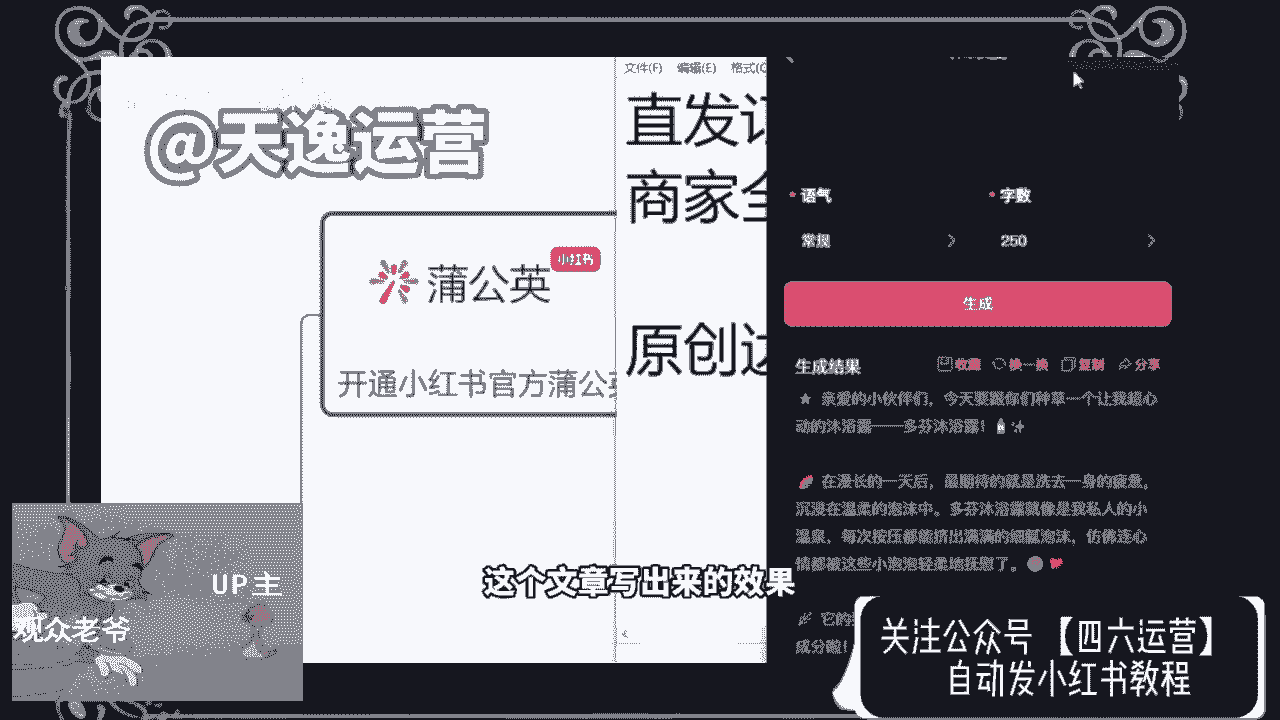 @天逸运营
小红书
蒲公英
开通小红书官方蒲公
文件(F) 编辑(E) 格式(
直发
商家
原创
语气 字数
常规 250
生成
生成结果 收藏 换一换 复制 分享
亲爱的小伙伴们，今天要跟你们种草一个让我超心
动的沐浴露——多芬沐浴露！
在漫长的一天后，最期待的就是洗去一身的疲惫，
沉浸在温柔的泡沫中。多芬沐浴露就像是我私人的小
温泉，每次按压都能挤出满满的细腻泡沫，仿佛连心
情都被这些小泡泡轻柔地抚慰了。
它的
成分啦！
这个文章写出来的效果
UP主
观众老爷
关注公众号 【四六运营】
自动发小红书教程